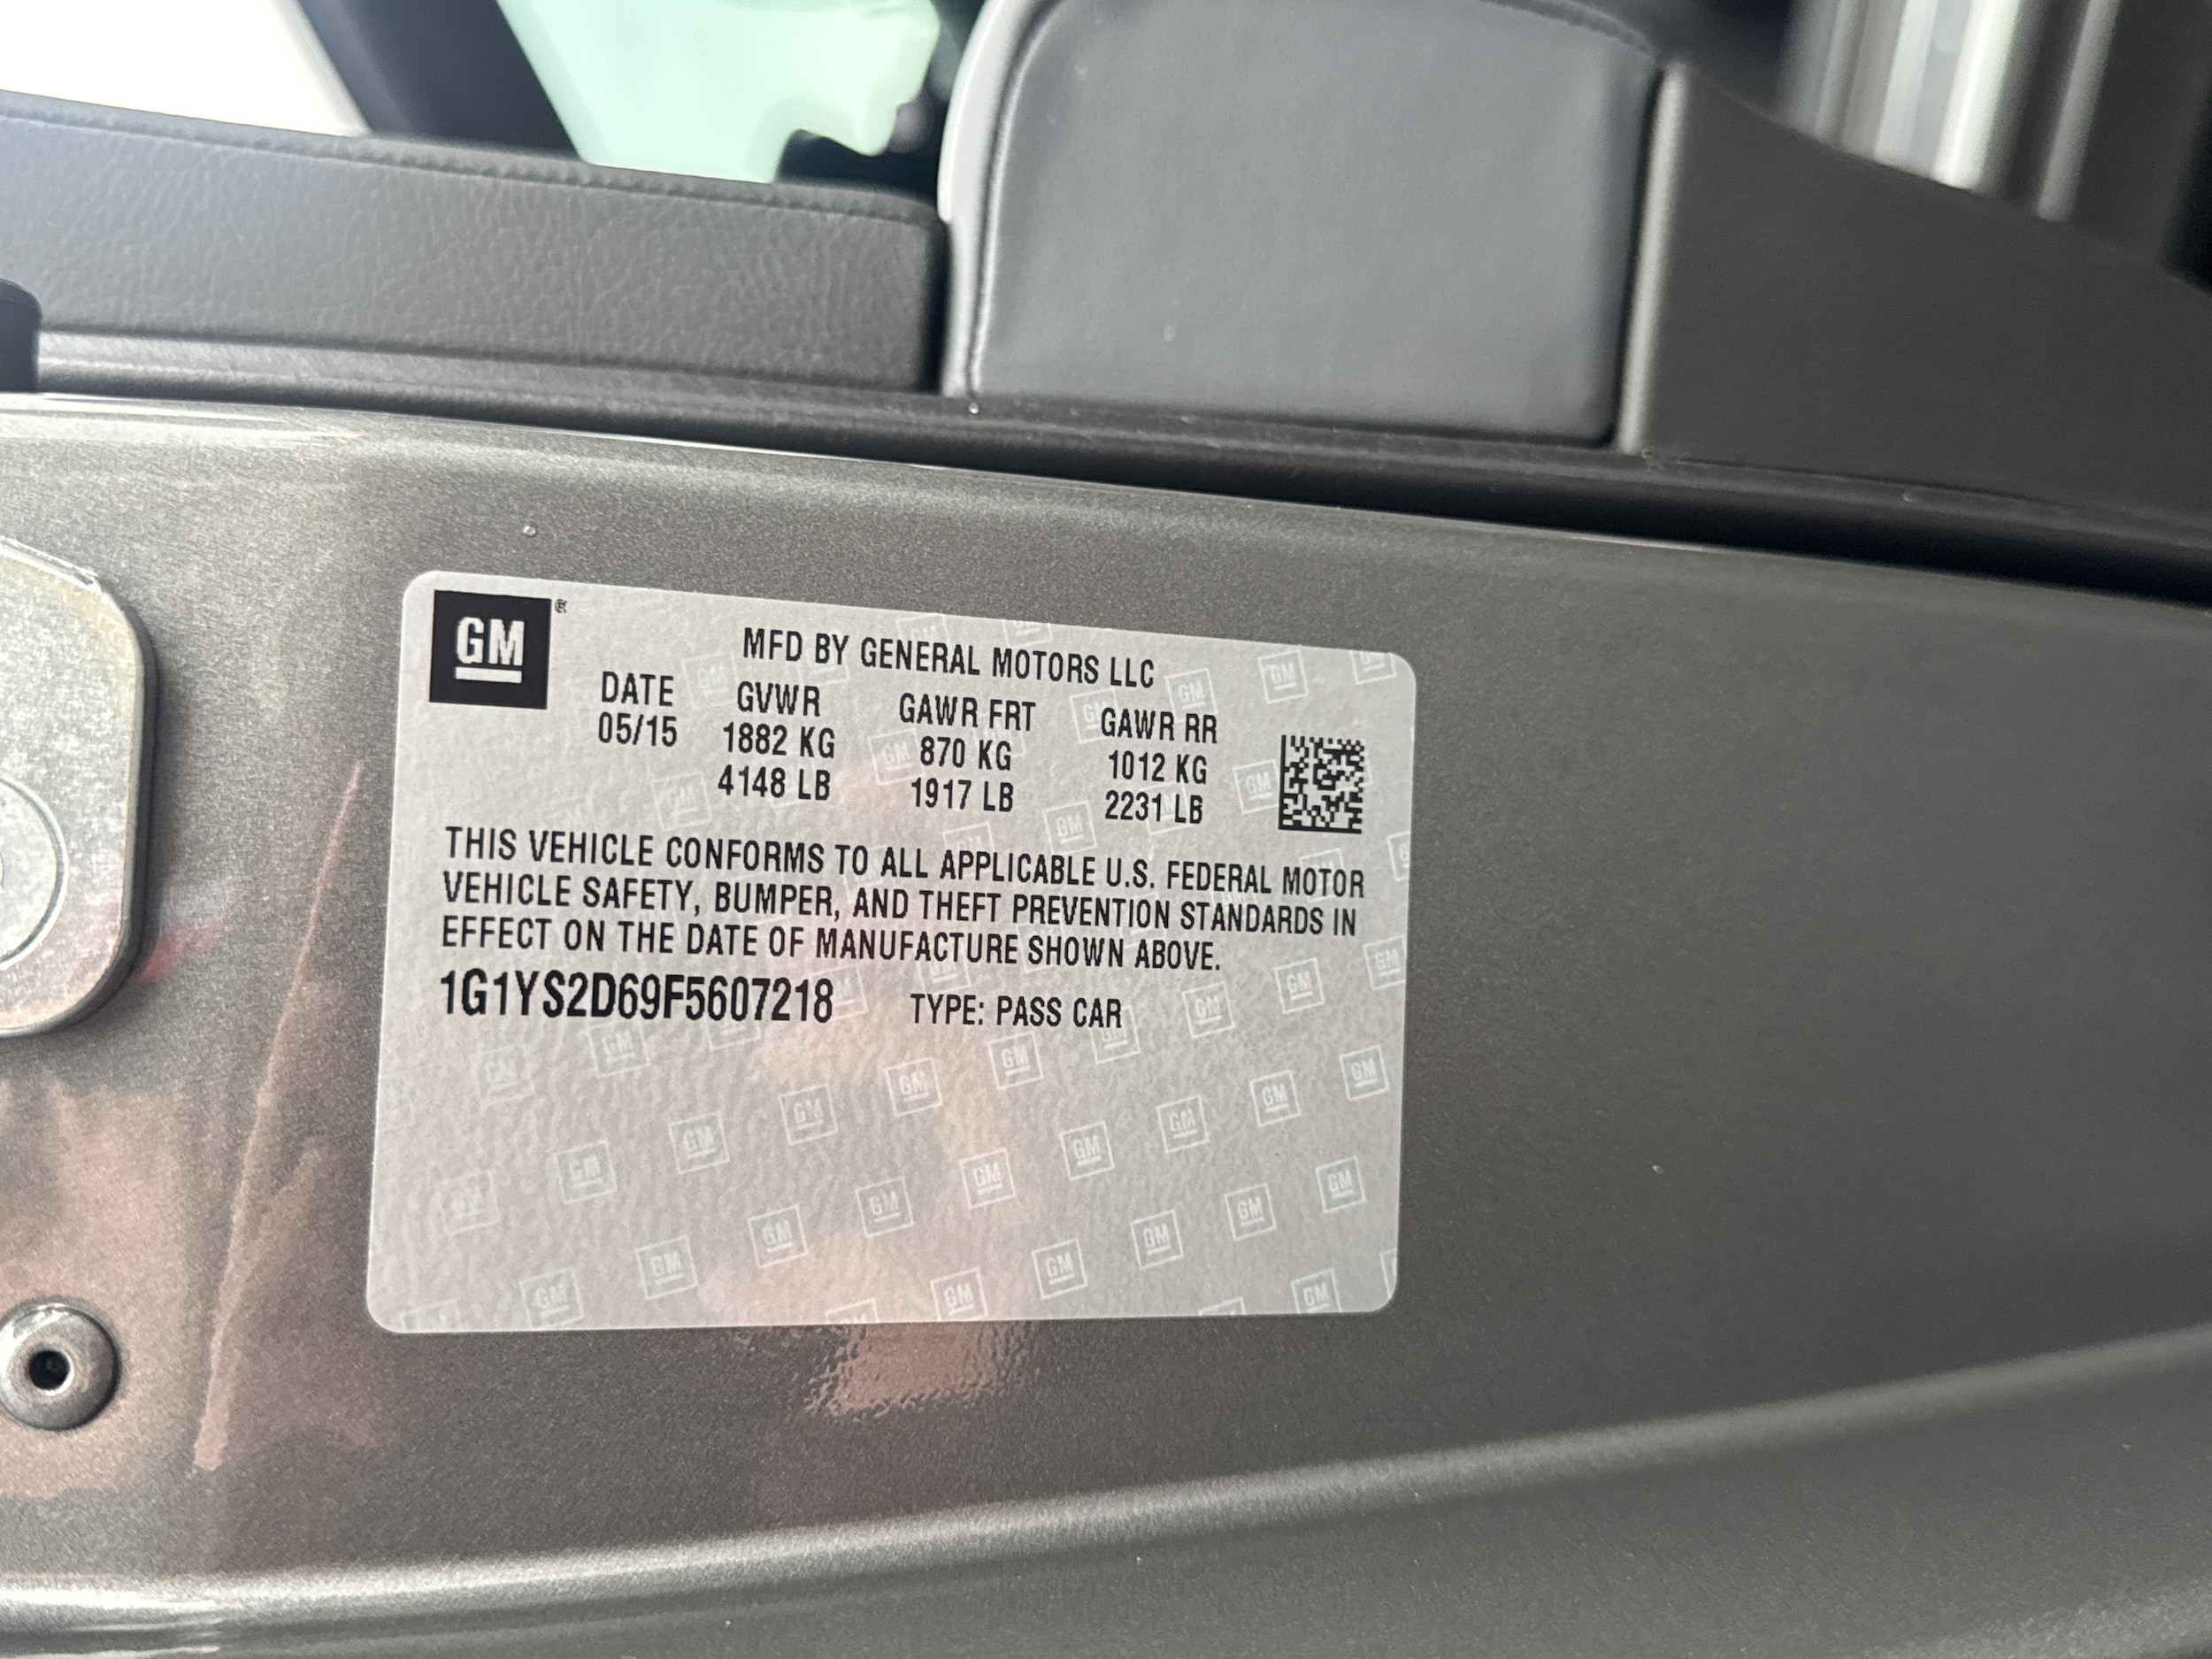 GM®
MFD BY GENERAL MOTORS LLC
DATE GVWR GAWR FRT GAWR RR
05/15 1882 KG 870 KG 1012 KG
4148 LB 1917 LB 2231 LB
THIS VEHICLE CONFORMS TO ALL APPLICABLE U.S. FEDERAL MOTOR
VEHICLE SAFETY, BUMPER, AND THEFT PREVENTION STANDARDS IN
EFFECT ON THE DATE OF MANUFACTURE SHOWN ABOVE.
1G1YS2D69F5607218 TYPE: PASS CAR